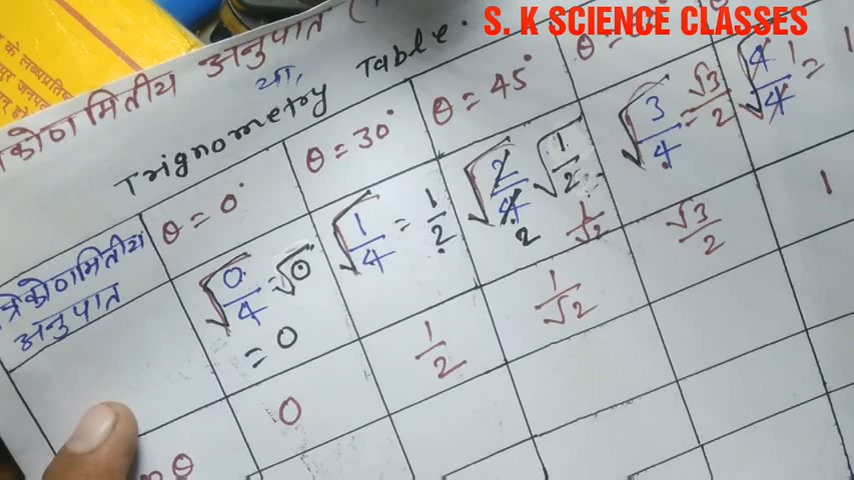 S. K SCIENCE CLASSES
त्रिकोणमितीय अनुपात (
या,
Trignometry Table.
त्रिकोणमितीय अनुपात
θ = 0°
θ = 30°
θ = 45°
√0/4 = √0 = 0
√1/4 = 1/2
√2/4 2 √1/2 1/√2
√3/4 = √3/2
√4/4 1 = 1
0
1/2
1/√2
√3/2
1
θ